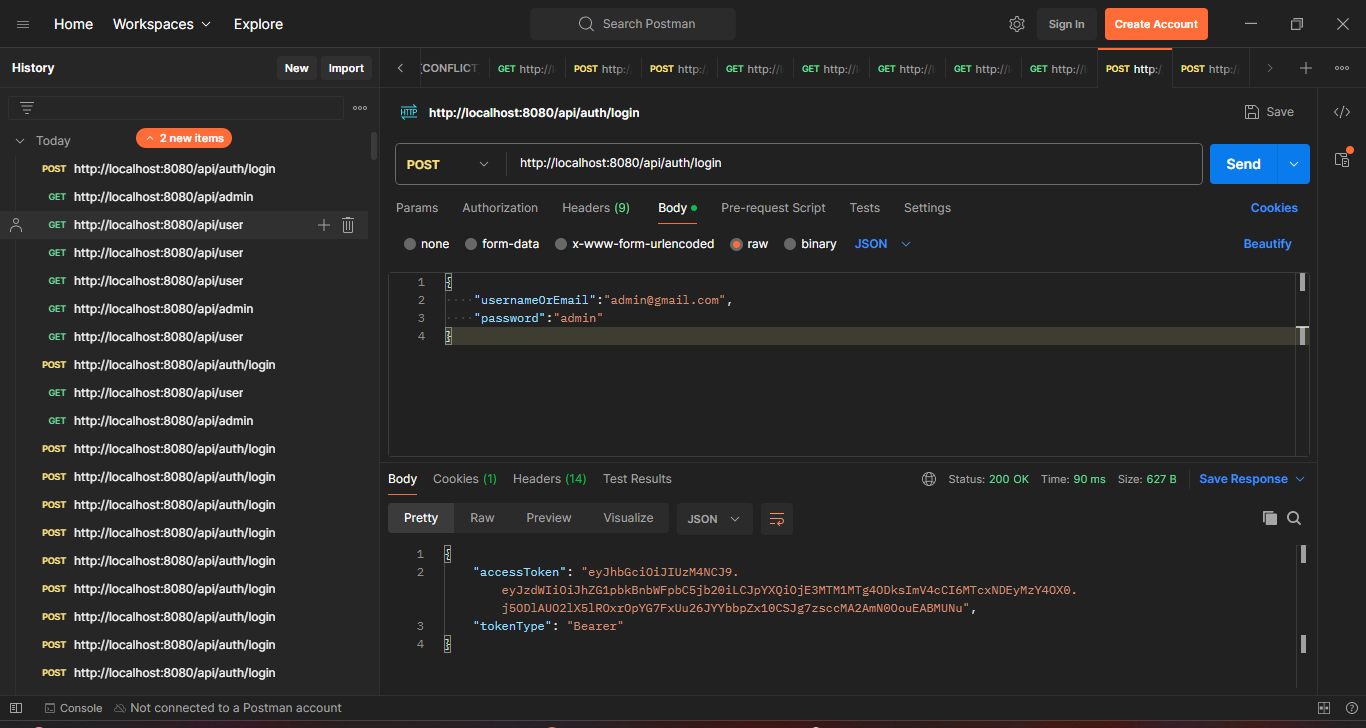 Home Workspaces Explore Search Postman Sign In Create Account
History New Import
CONFLICT GET http:// POST http:/ POST http:/ GET http:// GET http:// GET http:// GET http:// GET http:// POST http:/ POST http:/
HTTP http://localhost:8080/api/auth/login Save
Today
2 new items
POST http://localhost:8080/api/auth/login
GET http://localhost:8080/api/admin
GET http://localhost:8080/api/user
GET http://localhost:8080/api/user
GET http://localhost:8080/api/user
GET http://localhost:8080/api/admin
GET http://localhost:8080/api/user
POST http://localhost:8080/api/auth/login
GET http://localhost:8080/api/user
GET http://localhost:8080/api/admin
POST http://localhost:8080/api/auth/login
POST http://localhost:8080/api/auth/login
POST http://localhost:8080/api/auth/login
POST http://localhost:8080/api/auth/login
POST http://localhost:8080/api/auth/login
POST http://localhost:8080/api/auth/login
POST http://localhost:8080/api/auth/login
POST http://localhost:8080/api/auth/login
POST http://localhost:8080/api/auth/login
POST http://localhost:8080/api/auth/login Send
Params Authorization Headers (9) Body Pre-request Script Tests Settings Cookies
none form-data x-www-form-urlencoded raw binary JSON Beautify
1 {
2 "usernameOrEmail":"admin@gmail.com",
3 "password":"admin"
4 }
Body Cookies (1) Headers (14) Test Results Status: 200 OK Time: 90 ms Size: 627 B Save Response
Pretty Raw Preview Visualize JSON
1 {
2 "accessToken": "eyJhbGciOiJIUzM4NCJ9.
eyJzdWIiOiJhZG1pbkBnbWFpbC5jb20iLCJpYXQiOjE3MTM1MTg4ODksImV4cCI6MTcxNDEyMzY4OX0.
j5ODlAUO2lX5lROxrOpYG7FxUu26JYYbbpZx10CSJg7zsccMA2AmN0OouEABMUNu",
3 "tokenType": "Bearer"
4 }
Console Not connected to a Postman account